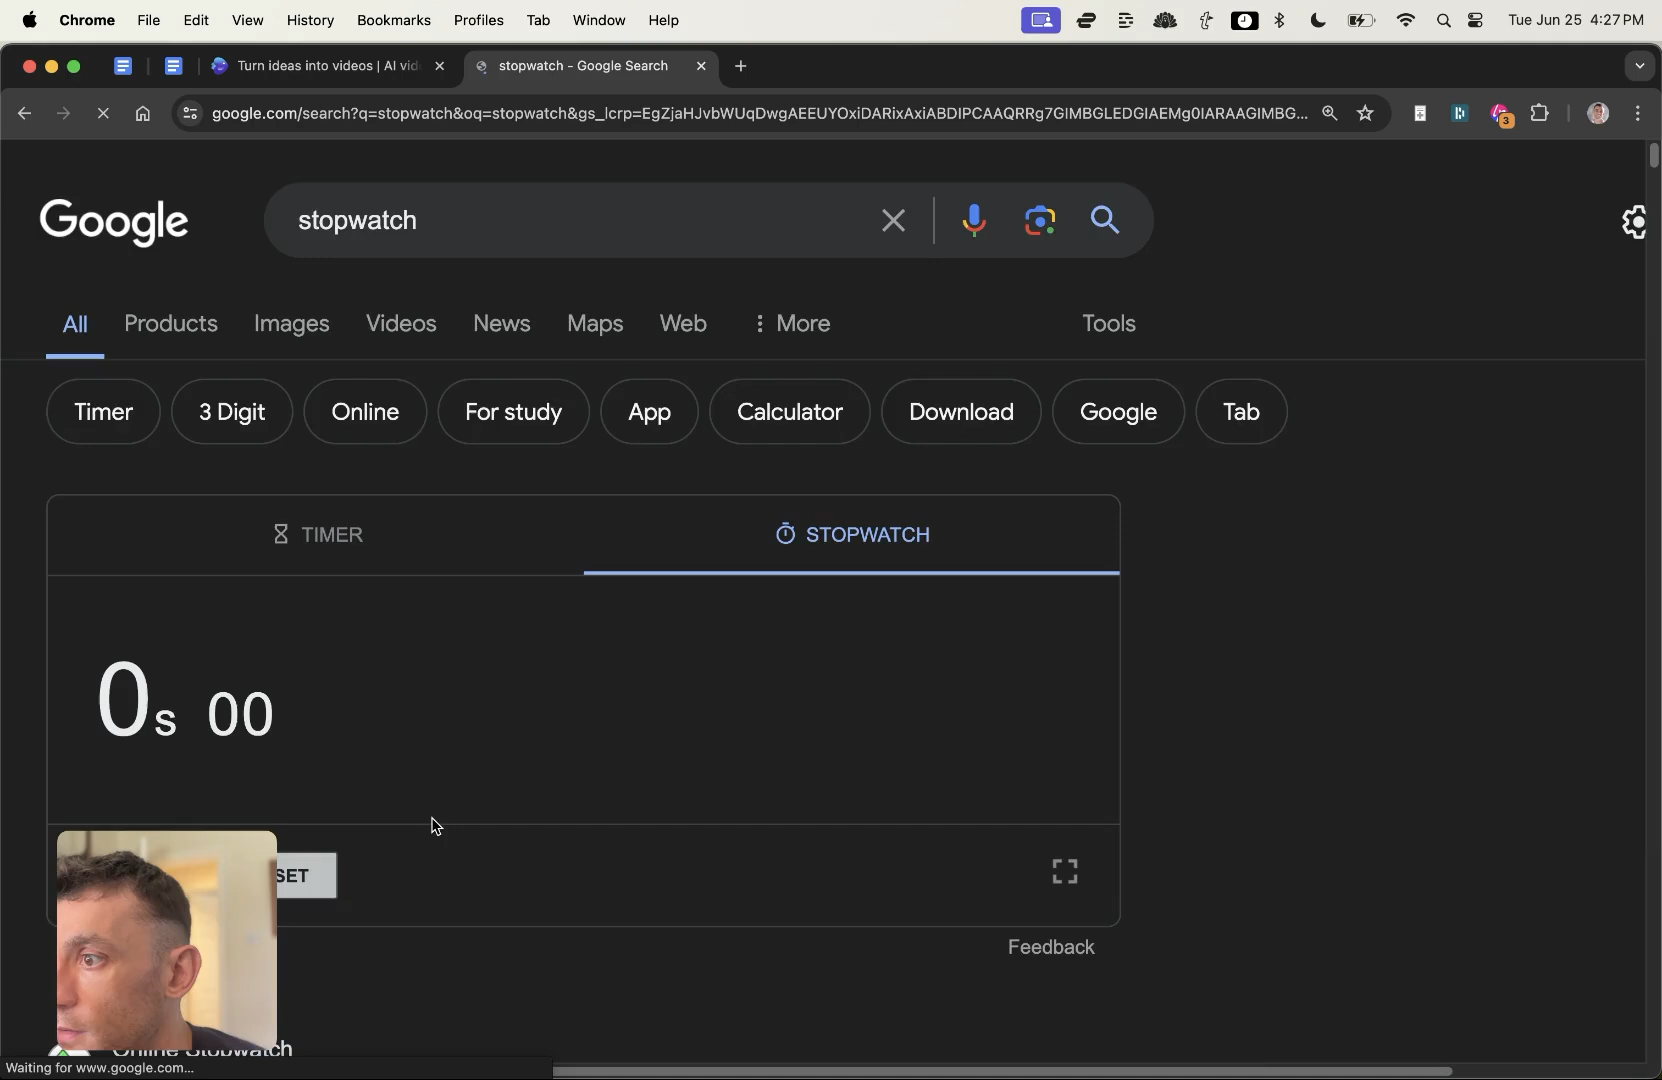 Chrome File Edit View History Bookmarks Profiles Tab Window Help Tue Jun 25 4:27 PM
Turn ideas into videos | AI vid stopwatch - Google Search
google.com/search?q=stopwatch&oq=stopwatch&gs_lcrp=EgZjaHJvbWUqDwgAEEUYOxiDARixAxiABDIPCAAQRRg7GIMBGLEDGIAEMg0IARAAGIMBG... 3
Google stopwatch
All Products Images Videos News Maps Web More Tools
Timer 3 Digit Online For study App Calculator Download Google Tab
TIMER STOPWATCH
0s 00
SET
Feedback
Online Stopwatch
Waiting for www.google.com...